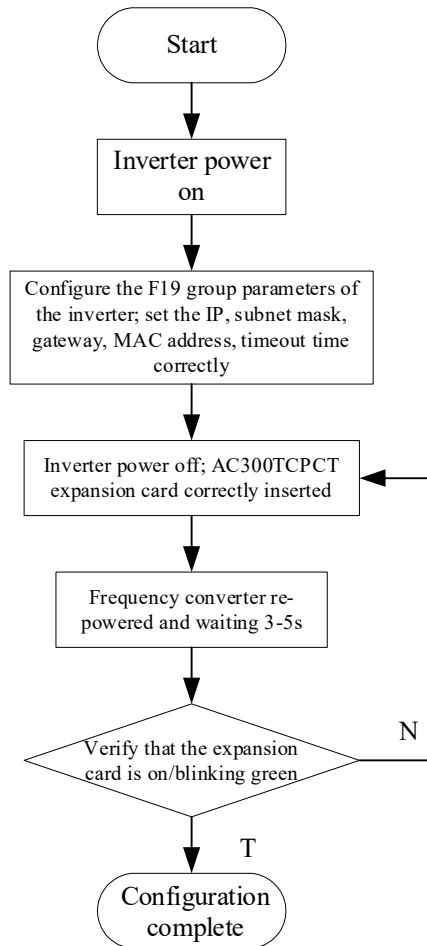 Start
Inverter power
on
Configure the F19 group parameters of
the inverter; set the IP, subnet mask,
gateway, MAC address, timeout time
correctly
Inverter power off; AC300TCPCT
expansion card correctly inserted
Frequency converter re-
powered and waiting 3-5s
Verify that the expansion
card is on/blinking green
N
T
Configuration
complete